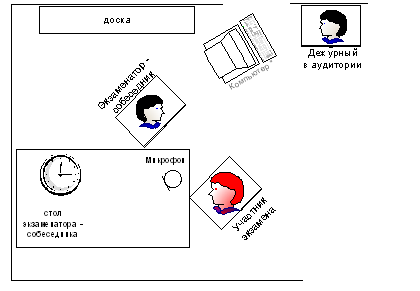 доска
Экзаменатор -
собеседник
Компьютер
Дежурный
в аудитории
Микрофон
стол
экзаменатора -
собеседника
Участник
экзамена